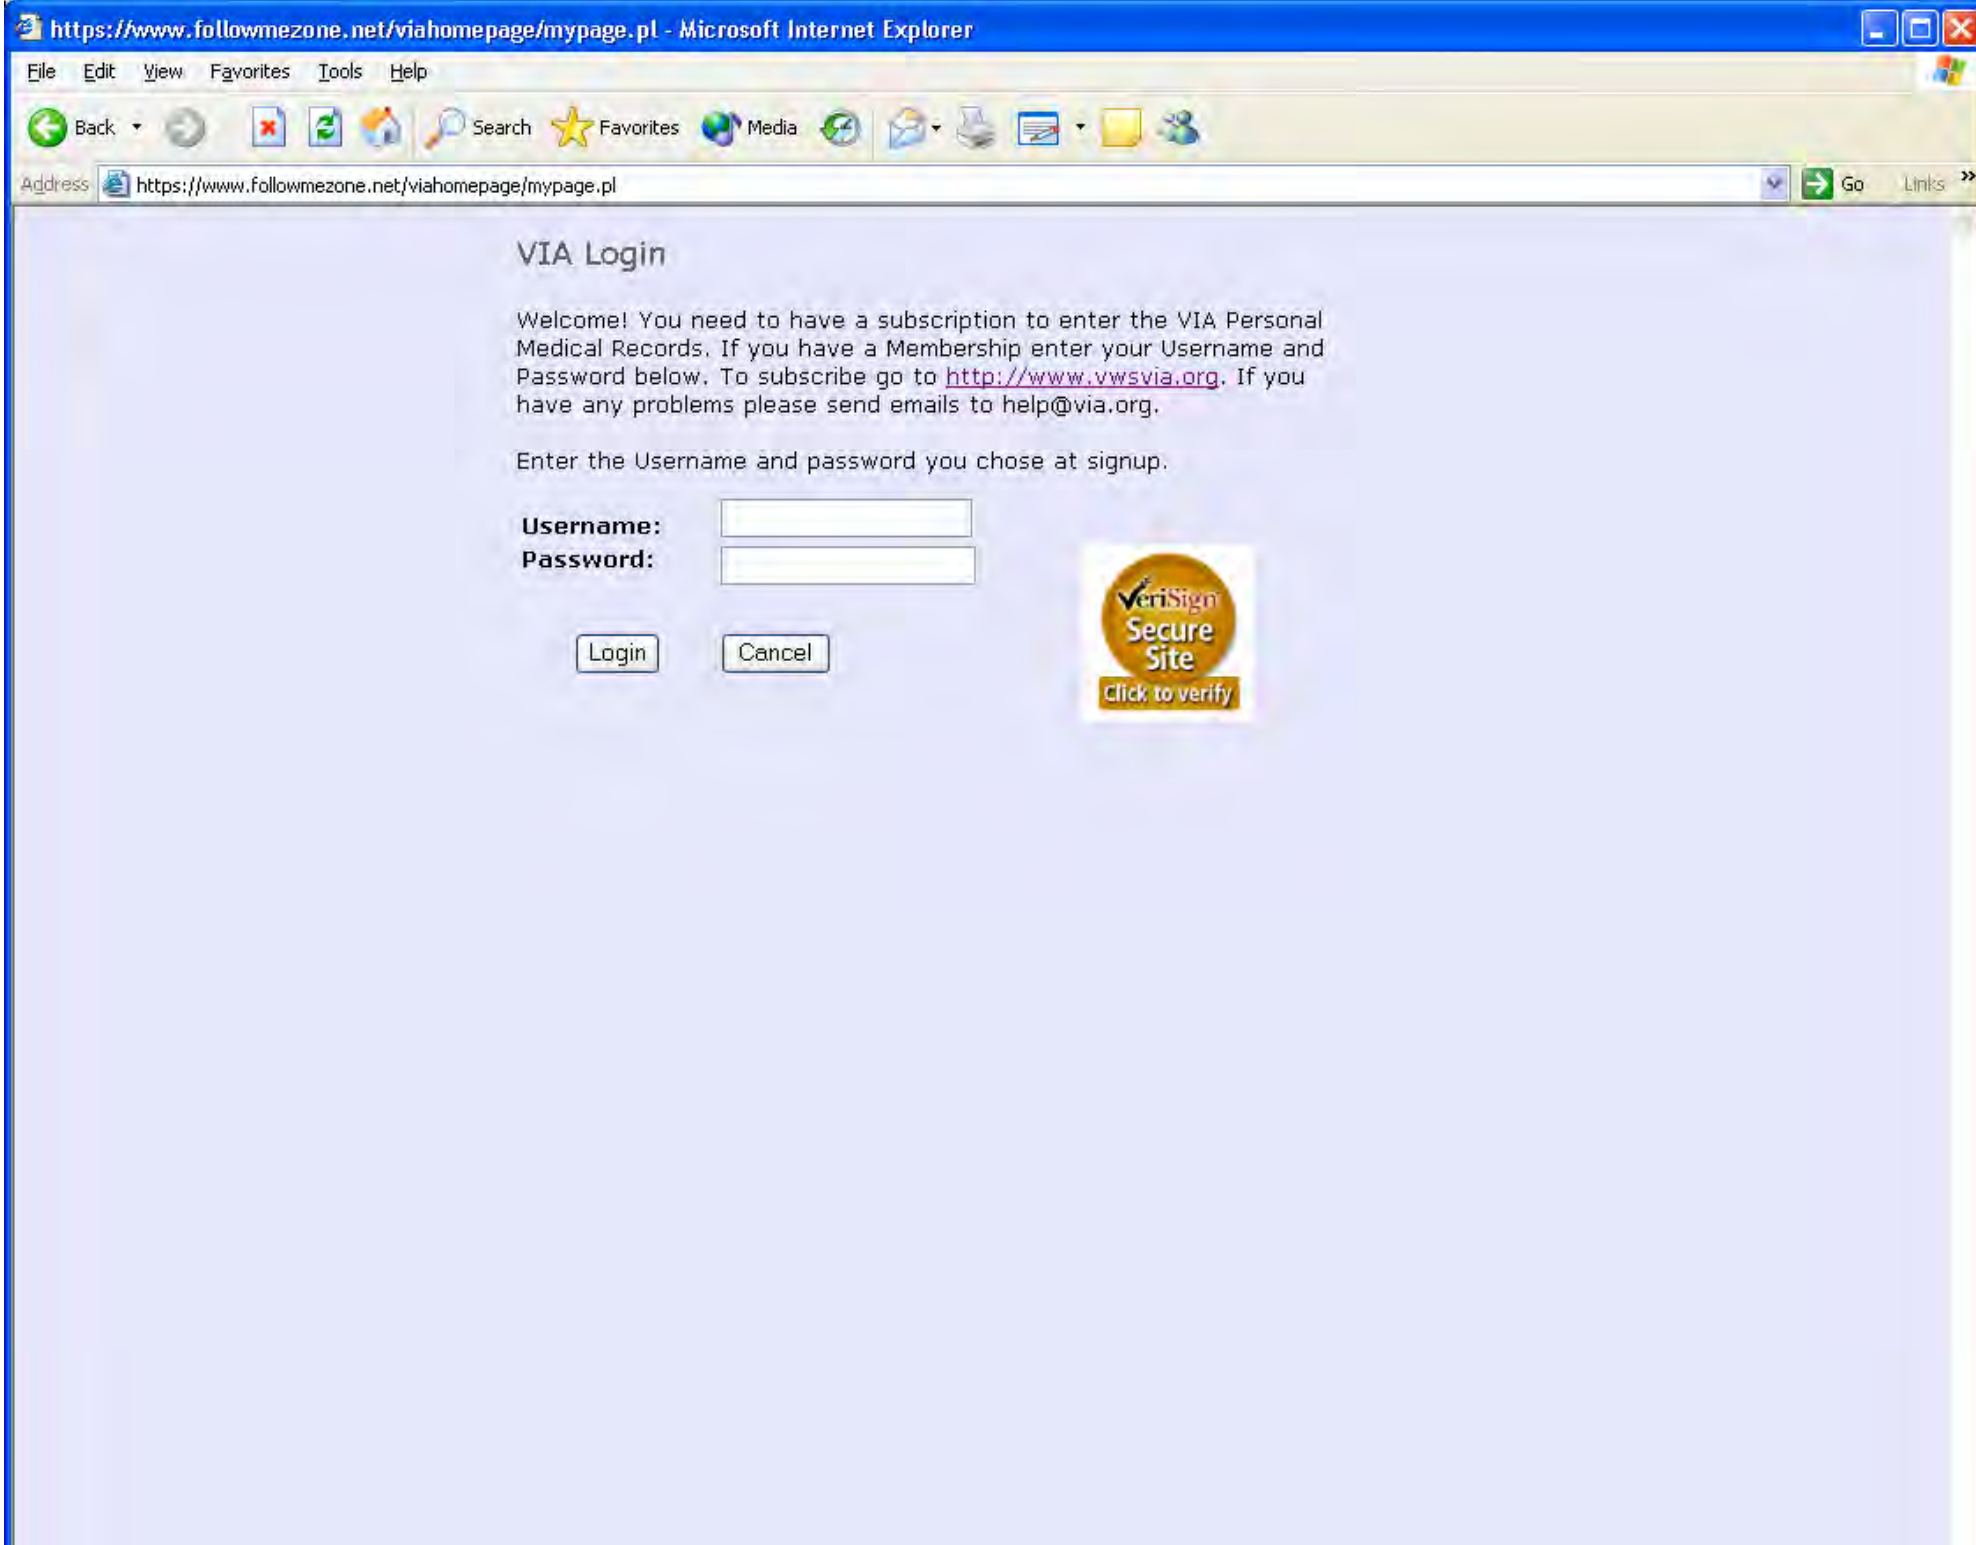 https://www.followmezone.net/viahomepage/mypage.pl - Microsoft Internet Explorer
File Edit View Favorites Tools Help
Back Search Favorites Media
Address https://www.followmezone.net/viahomepage/mypage.pl Go Links »
VIA Login
Welcome! You need to have a subscription to enter the VIA Personal
Medical Records. If you have a Membership enter your Username and
Password below. To subscribe go to http://www.vwsvia.org. If you
have any problems please send emails to help@via.org.
Enter the Username and password you chose at signup.
Username:
Password:
VeriSign
Secure
Site
Click to verify
Login Cancel